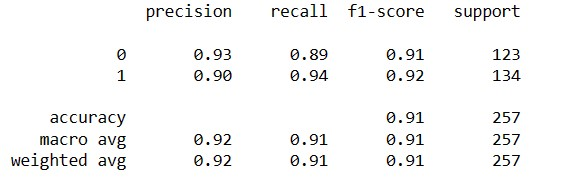 precision recall f1-score support
0 0.93 0.89 0.91 123
1 0.90 0.94 0.92 134
accuracy 0.91 257
macro avg 0.92 0.91 0.91 257
weighted avg 0.92 0.91 0.91 257